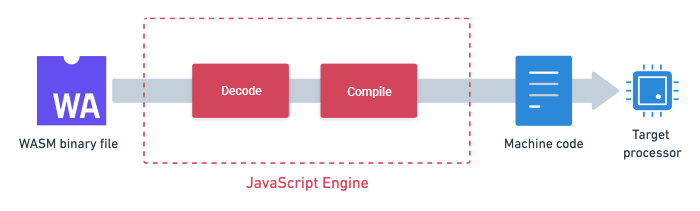 WA
WASM binary file
Decode
Compile
JavaScript Engine
Machine code
Target
processor